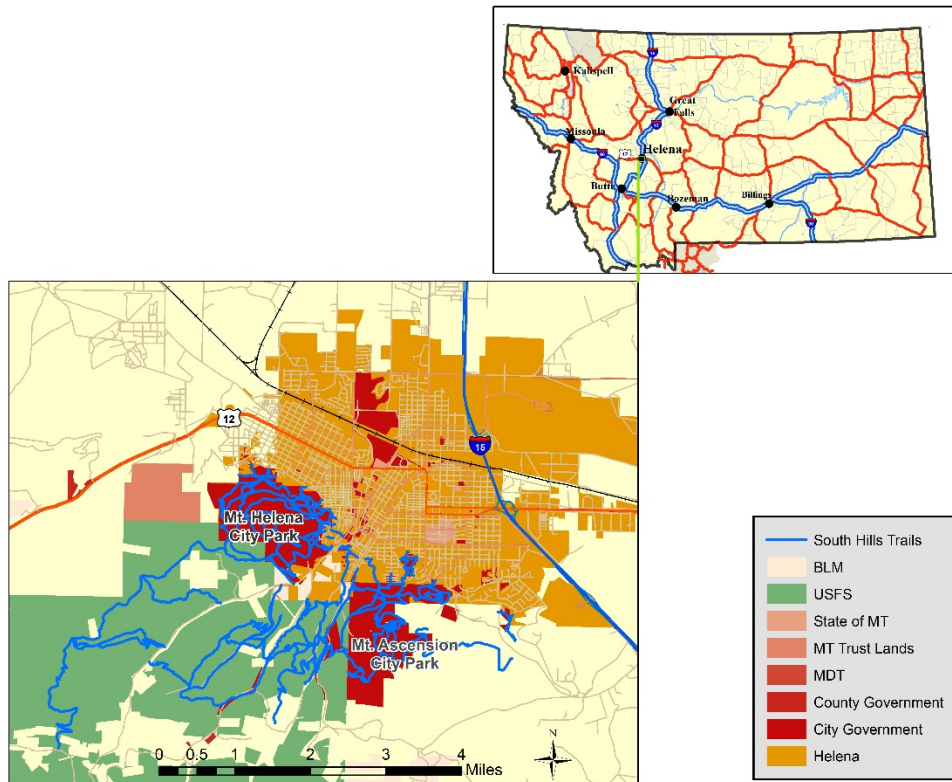 Kalispell
Great
Falls
Missoula
12
Helena
Butte
Bozeman
Billings
12
15
Mt. Helena
City Park
Mt. Ascension
City Park
0 0.5 1 2 3 4
Miles
N
South Hills Trails
BLM
USFS
State of MT
MT Trust Lands
MDT
County Government
City Government
Helena